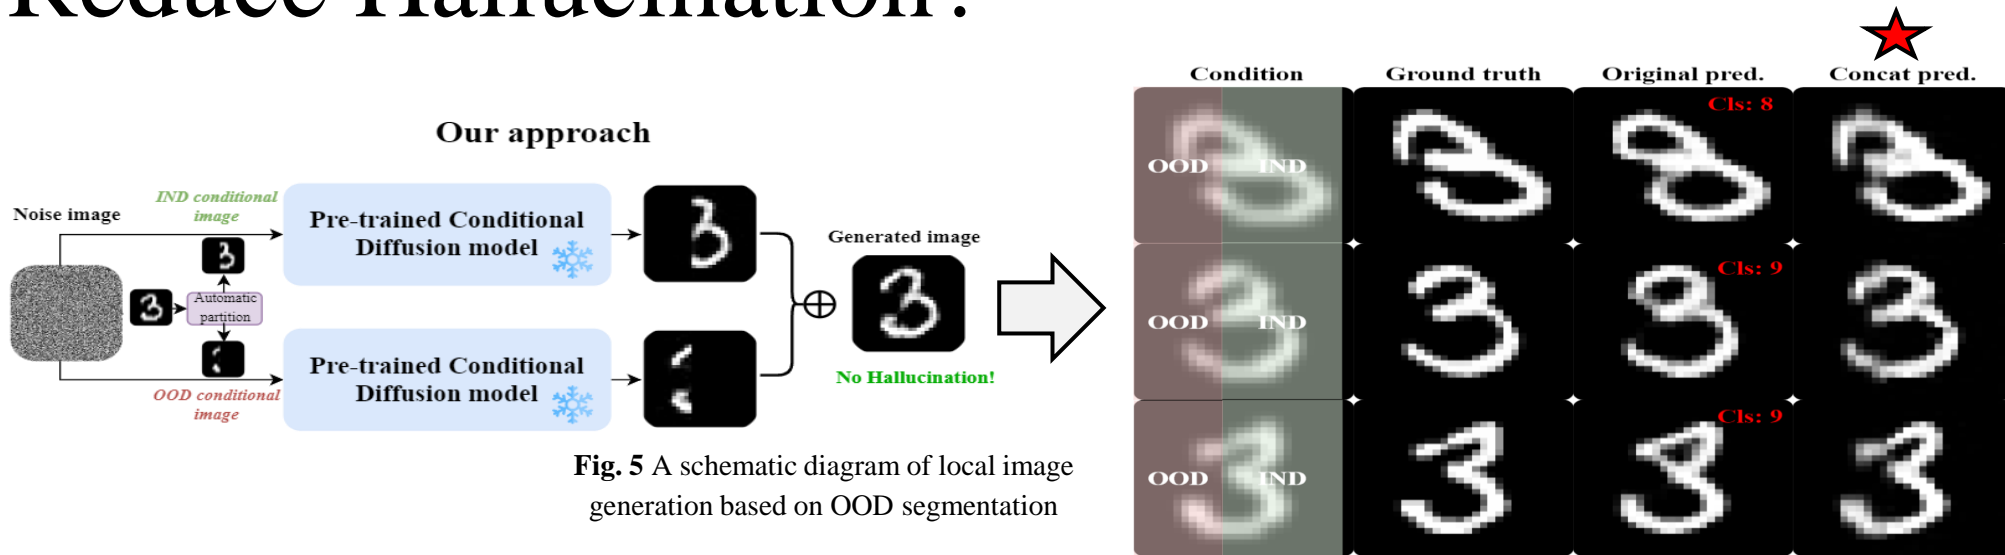 Reduce Hallucination?
Our approach
Noise image
IND conditional
image
Automatic
partition
OOD conditional
image
Pre-trained Conditional
Diffusion model
Pre-trained Conditional
Diffusion model
Generated image
No Hallucination!
Fig. 5 A schematic diagram of local image
generation based on OOD segmentation
Condition Ground truth Original pred. Concat pred.
OOD IND Cls: 8
OOD IND Cls: 9
OOD IND Cls: 9